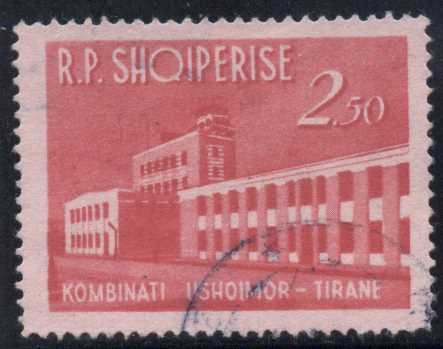 R.P. SHQIPERISE
2.50
KOMBINATI USHQIMOR - TIRANE